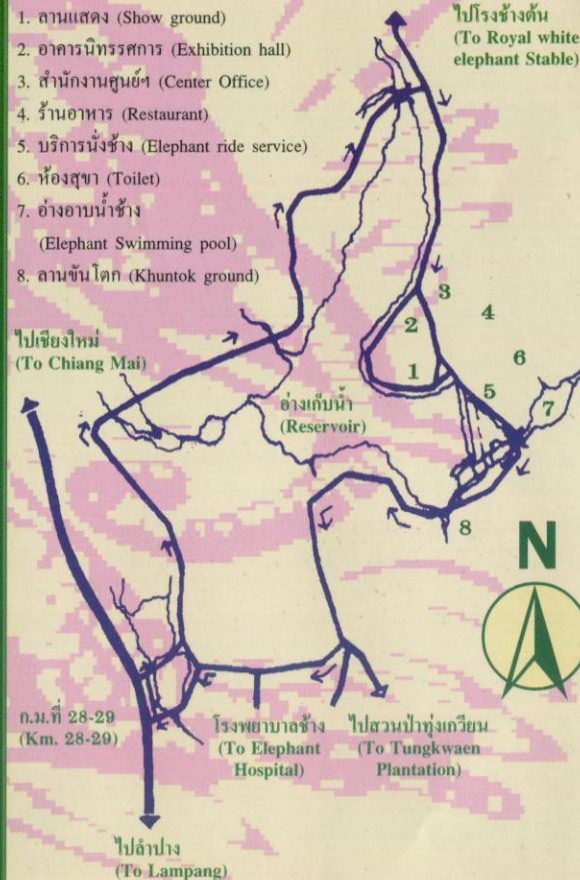 1. ลานแสดง (Show ground)
2. อาคารนิทรรศการ (Exhibition hall)
3. สำนักงานศูนย์ฯ (Center Office)
4. ร้านอาหาร (Restaurant)
5. บริการนั่งช้าง (Elephant ride service)
6. ห้องสุขา (Toilet)
7. อ่างอาบน้ำช้าง
(Elephant Swimming pool)
8. ลานขันโตก (Khuntok ground)
ไปโรงช้างต้น
(To Royal white
elephant Stable)
3
2
4
1
6
5
7
ไปเชียงใหม่
(To Chiang Mai)
อ่างเก็บน้ำ
(Reservoir)
8
N
ก.ม.ที่ 28-29
(Km. 28-29)
โรงพยาบาลช้าง
(To Elephant
Hospital)
ไปสวนป่าทุ่งเกวียน
(To Tungkwaen
Plantation)
ไปลำปาง
(To Lampang)